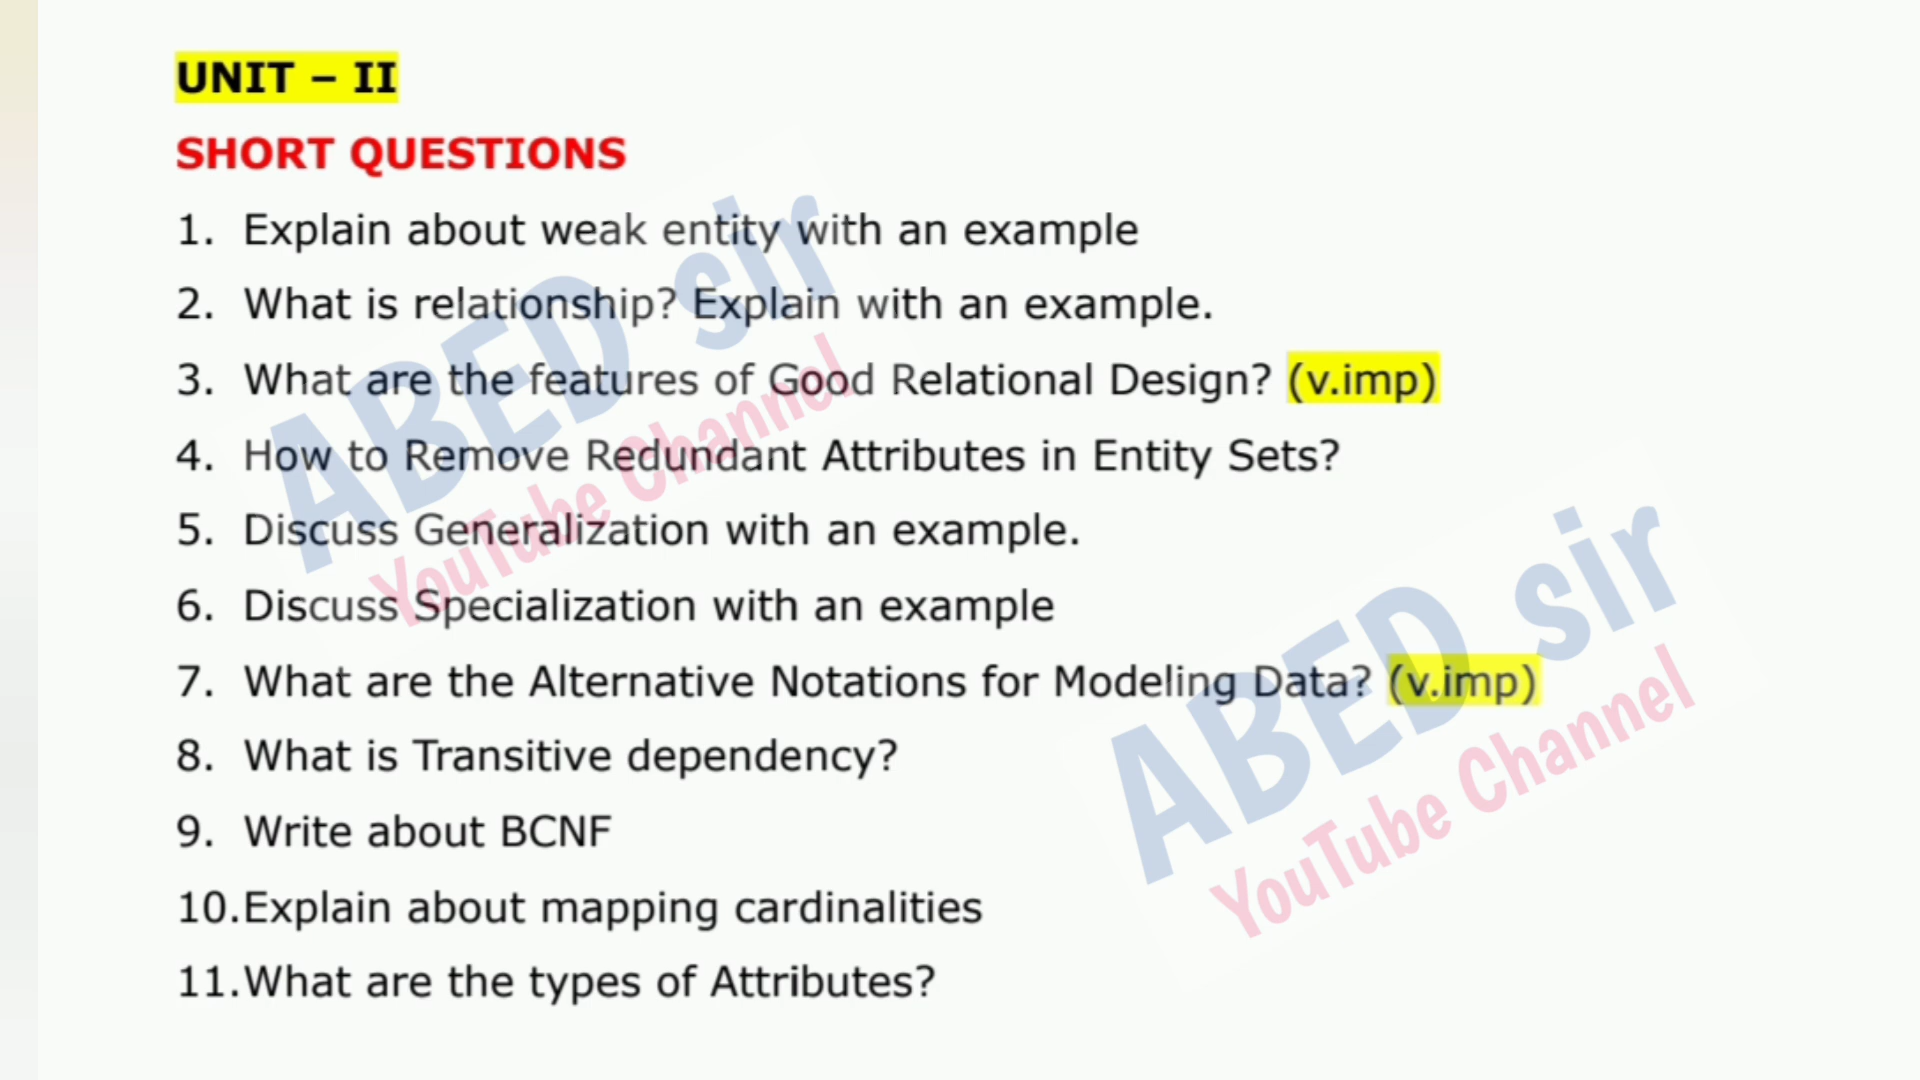 UNIT – II
SHORT QUESTIONS
1. Explain about weak entity with an example
2. What is relationship? Explain with an example.
3. What are the features of Good Relational Design? (v.imp)
4. How to Remove Redundant Attributes in Entity Sets?
5. Discuss Generalization with an example.
6. Discuss Specialization with an example
7. What are the Alternative Notations for Modeling Data? (v.imp)
8. What is Transitive dependency?
9. Write about BCNF
10.Explain about mapping cardinalities
11.What are the types of Attributes?
ABED sir
YouTube Channel
ABED sir
YouTube Channel